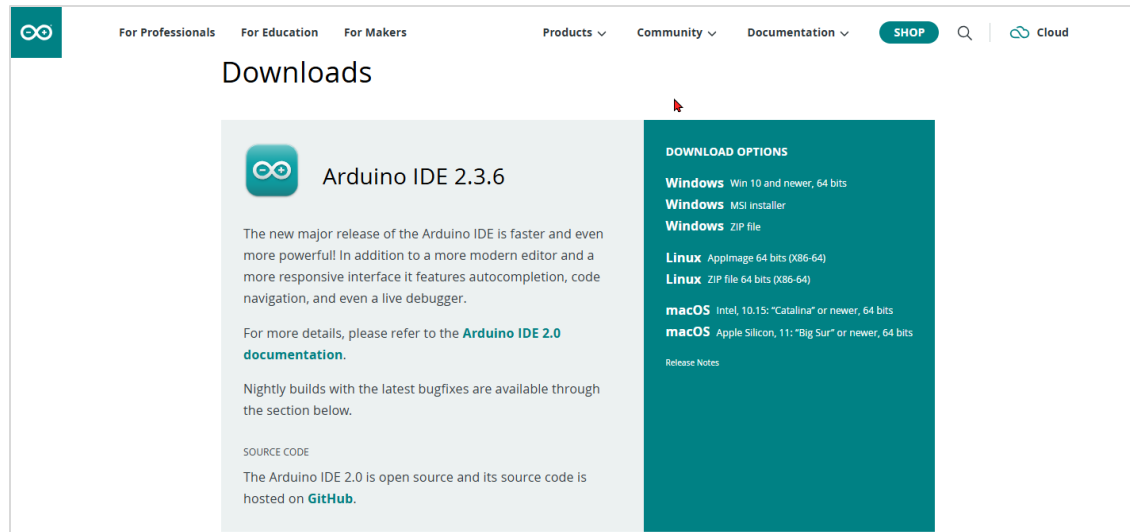 For Professionals For Education For Makers Products Community Documentation SHOP Cloud
Downloads
Arduino IDE 2.3.6
The new major release of the Arduino IDE is faster and even
more powerful! In addition to a more modern editor and a
more responsive interface it features autocompletion, code
navigation, and even a live debugger.
For more details, please refer to the Arduino IDE 2.0
documentation.
Nightly builds with the latest bugfixes are available through
the section below.
SOURCE CODE
The Arduino IDE 2.0 is open source and its source code is
hosted on GitHub.
DOWNLOAD OPTIONS
Windows Win 10 and newer, 64 bits
Windows MSI installer
Windows ZIP file
Linux AppImage 64 bits (X86-64)
Linux ZIP file 64 bits (X86-64)
macOS Intel, 10.15: “Catalina” or newer, 64 bits
macOS Apple Silicon, 11: “Big Sur” or newer, 64 bits
Release Notes